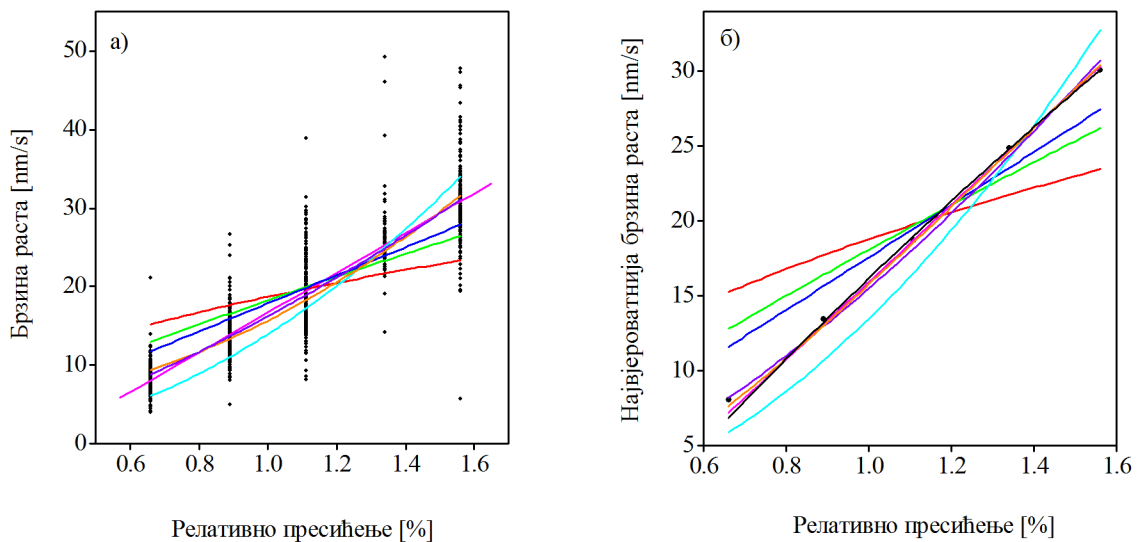 а)
50
40
30
20
10
0
Брзина раста [nm/s]
0.6 0.8 1.0 1.2 1.4 1.6
Релативно пресићење [%]
б)
30
25
20
15
10
5
Највјероватнија брзина раста [nm/s]
0.6 0.8 1.0 1.2 1.4 1.6
Релативно пресићење [%]